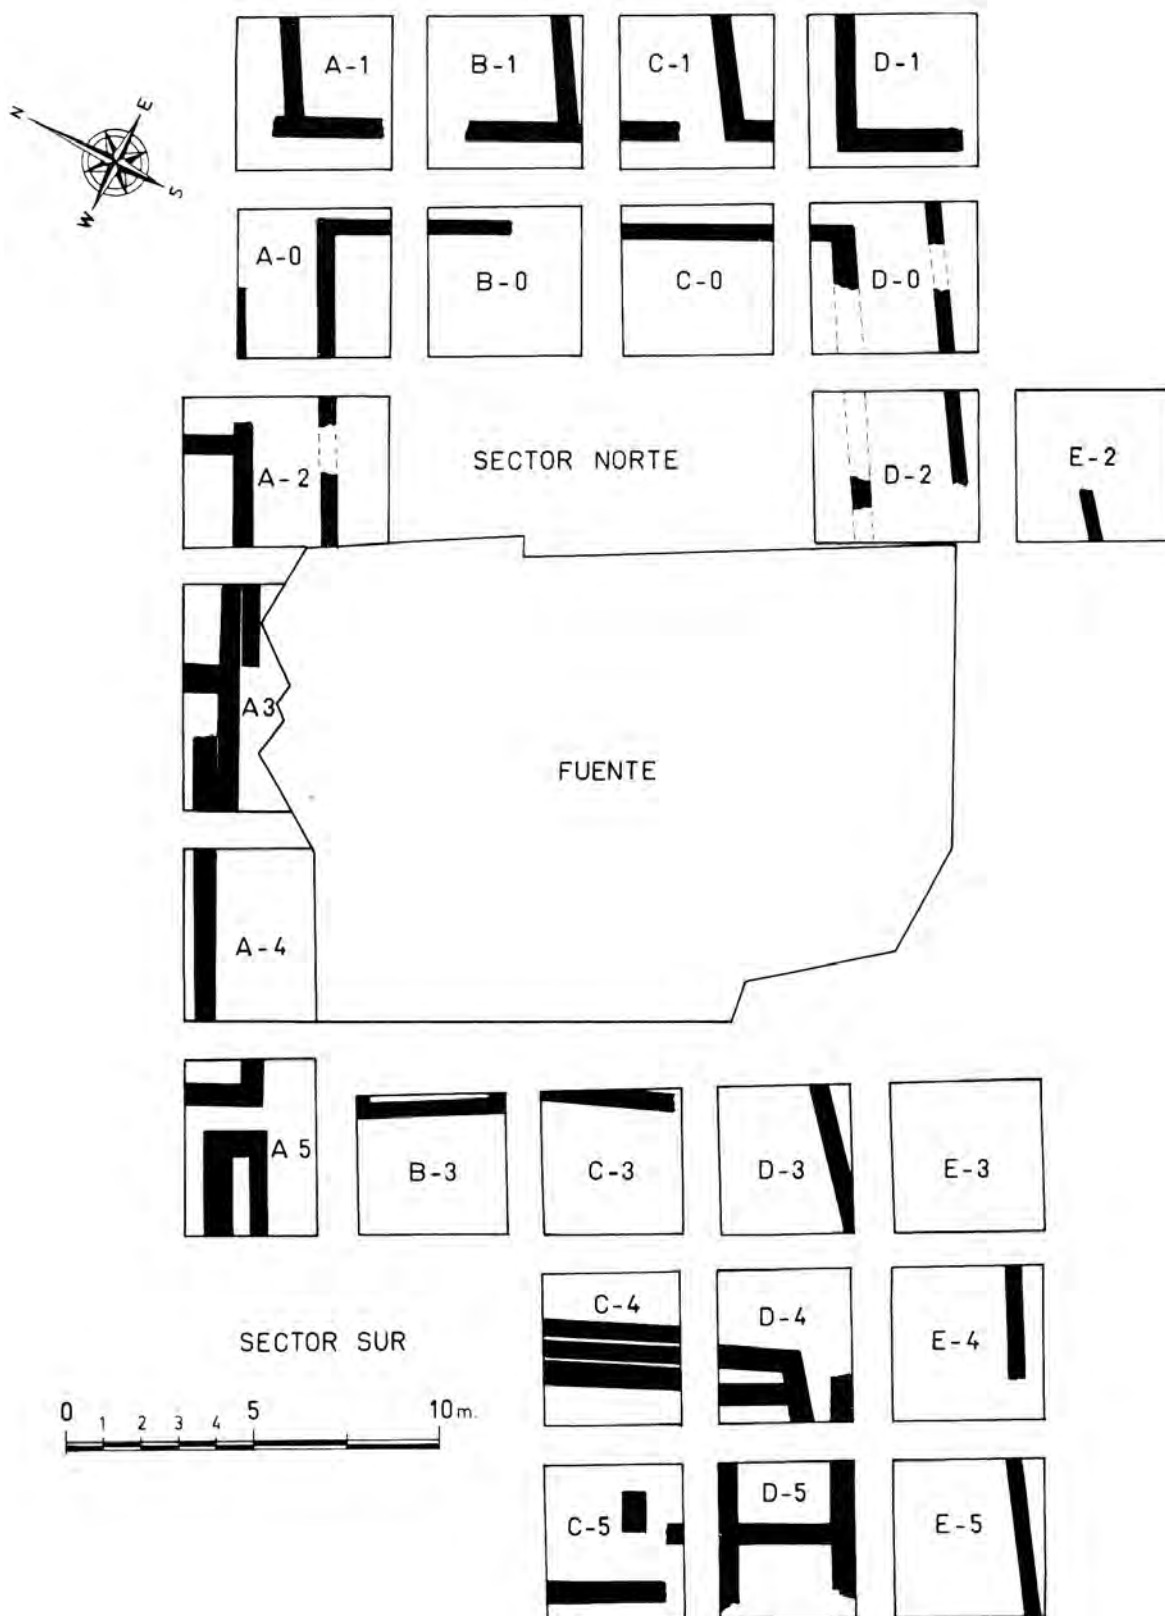 A-1 B-1 C-1 D-1
N E S W
A-0 B-0 C-0 D-0
A-2 SECTOR NORTE D-2 E-2
A3 FUENTE
A-4
A5 B-3 C-3 D-3 E-3
C-4 D-4 E-4
SECTOR SUR
0 1 2 3 4 5 10 m.
C-5 D-5 E-5